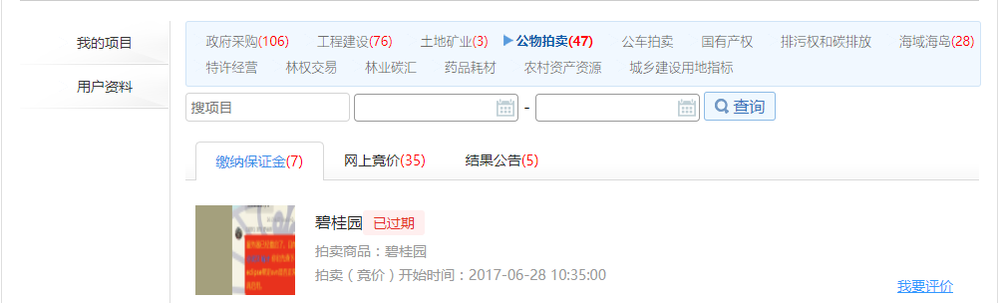 我的项目
用户资料
政府采购(106) 工程建设(76) 土地矿业(3) 公物拍卖(47) 公车拍卖 国有产权 排污权和碳排放 海域海岛(28)
特许经营 林权交易 林业碳汇 药品耗材 农村资产资源 城乡建设用地指标
搜项目 - 查询
缴纳保证金(7) 网上竞价(35) 结果公告(5)
碧桂园 已过期
拍卖商品：碧桂园
拍卖（竞价）开始时间：2017-06-28 10:35:00
我要评价